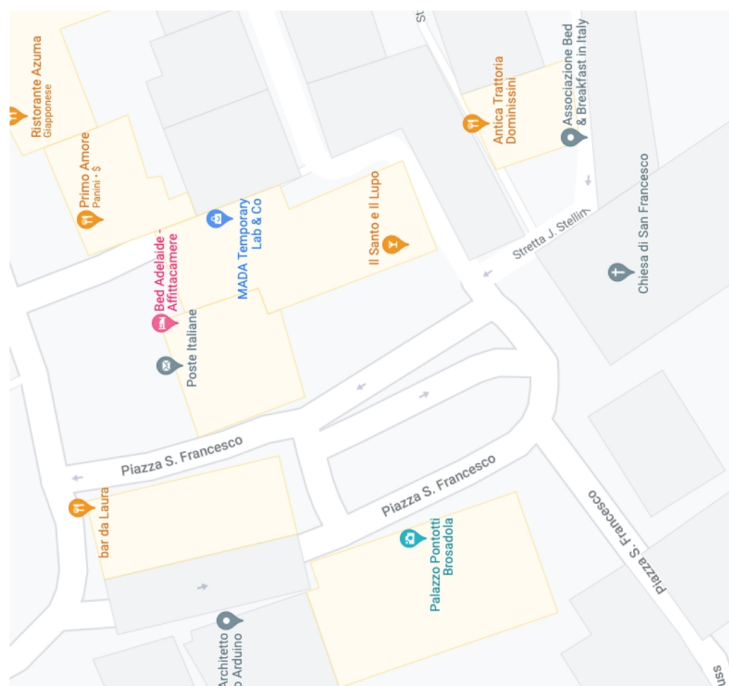 Ristorante Azuma
Giapponese
Primo Amore
Panini • $
MADA Temporary
Lab & Co
Bed Adelaide -
Affittacamere
Poste Italiane
Il Santo e Il Lupo
Antica Trattoria
Dominissini
Associazione Bed
& Breakfast in Italy
Stretta J. Stellin
Chiesa di San Francesco
Piazza S. Francesco
Piazza S. Francesco
Piazza S. Francesco
bar da Laura
Palazzo Pontotti
Brosadola
Architetto
o Arduino